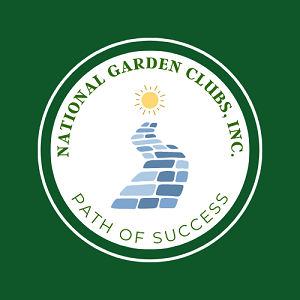 NATIONAL GARDEN CLUBS, INC.
PATH OF SUCCESS